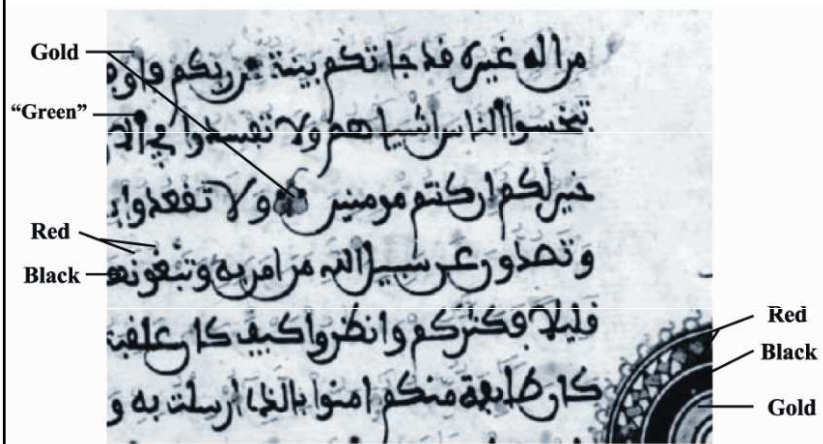 Gold
“Green”
Red
Black
من اله غيره قد جاتكم بينة من ربكم
تبخسوا الناس اشياهم ولا تفسدوا في
خير لكم ان كنتم مومنين ولا تقعدوا
وتصدون عن سبيل الله من امن به وتبغونها
قليلا فكثركم وانظروا كيف كان عقبة
كان طايفة منكم امنوا بالذي ارسلت به و
Red
Black
Gold